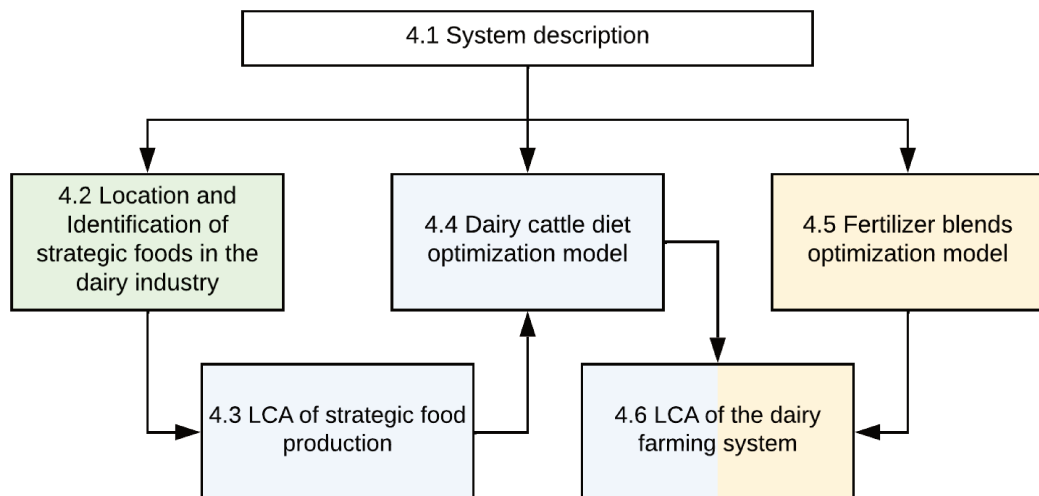 4.1 System description
4.2 Location and
Identification of
strategic foods in the
dairy industry
4.4 Dairy cattle diet
optimization model
4.5 Fertilizer blends
optimization model
4.3 LCA of strategic food
production
4.6 LCA of the dairy
farming system